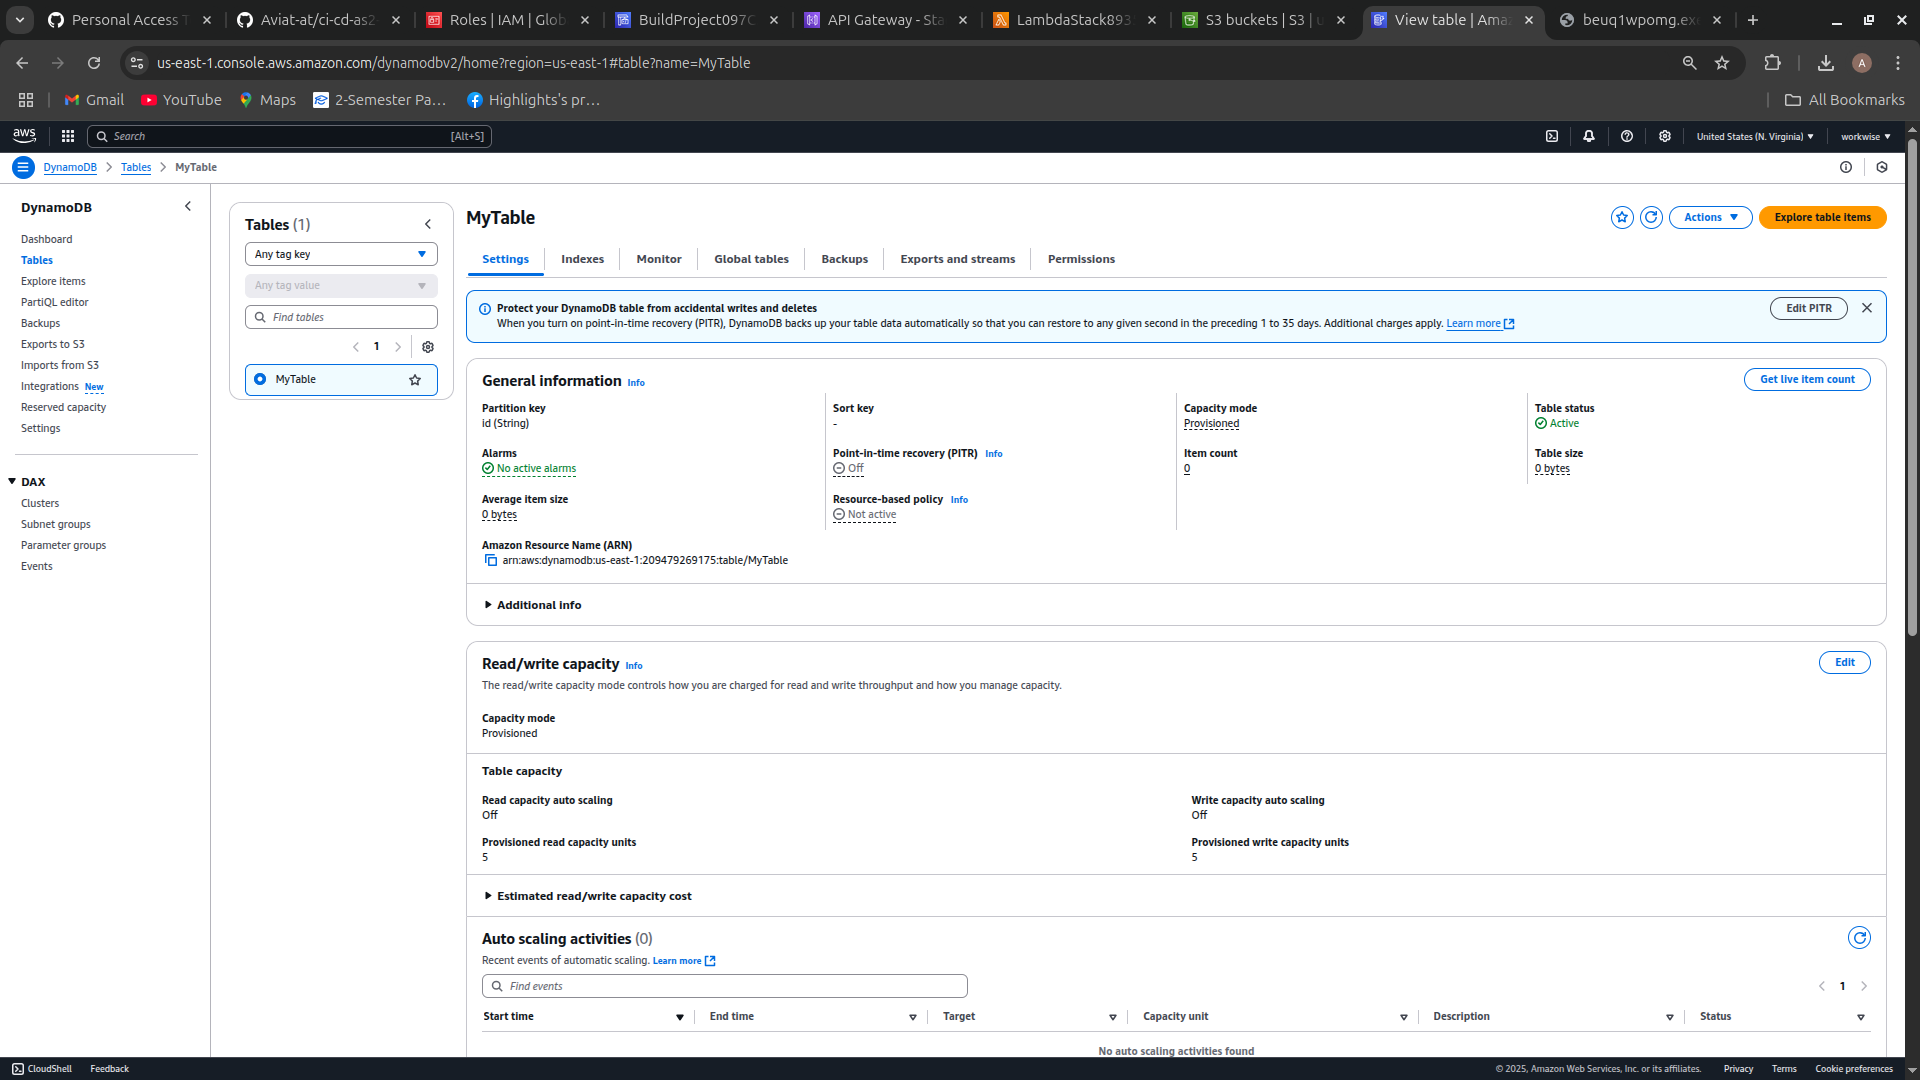 Personal Access T
Aviat-at/ci-cd-as2
Roles | IAM | Glob
BuildProject097C
API Gateway - Sta
LambdaStack893
S3 buckets | S3 | u
View table | Ama
beuq1wpomg.ex
us-east-1.console.aws.amazon.com/dynamodbv2/home?region=us-east-1#table?name=MyTable
A
Gmail
YouTube
Maps
2-Semester Pa…
Highlights's pr…
All Bookmarks
aws
Search
[Alt+S]
United States (N. Virginia)
workwise
DynamoDB
Tables
MyTable
DynamoDB
Dashboard
Tables
Explore items
PartiQL editor
Backups
Exports to S3
Imports from S3
Integrations New
Reserved capacity
Settings
DAX
Clusters
Subnet groups
Parameter groups
Events
Tables (1)
Any tag key
Any tag value
Find tables
1
MyTable
MyTable
Actions
Explore table items
Settings
Indexes
Monitor
Global tables
Backups
Exports and streams
Permissions
Protect your DynamoDB table from accidental writes and deletes
When you turn on point-in-time recovery (PITR), DynamoDB backs up your table data automatically so that you can restore to any given second in the preceding 1 to 35 days. Additional charges apply. Learn more
Edit PITR
General information Info
Get live item count
Partition key
id (String)
Sort key
-
Capacity mode
Provisioned
Table status
Active
Alarms
No active alarms
Point-in-time recovery (PITR) Info
Off
Item count
0
Table size
0 bytes
Average item size
0 bytes
Resource-based policy Info
Not active
Amazon Resource Name (ARN)
arn:aws:dynamodb:us-east-1:209479269175:table/MyTable
Additional info
Read/write capacity Info
Edit
The read/write capacity mode controls how you are charged for read and write throughput and how you manage capacity.
Capacity mode
Provisioned
Table capacity
Read capacity auto scaling
Off
Write capacity auto scaling
Off
Provisioned read capacity units
5
Provisioned write capacity units
5
Estimated read/write capacity cost
Auto scaling activities (0)
Recent events of automatic scaling. Learn more
Find events
1
Start time
End time
Target
Capacity unit
Description
Status
No auto scaling activities found
CloudShell
Feedback
© 2025, Amazon Web Services, Inc. or its affiliates.
Privacy
Terms
Cookie preferences